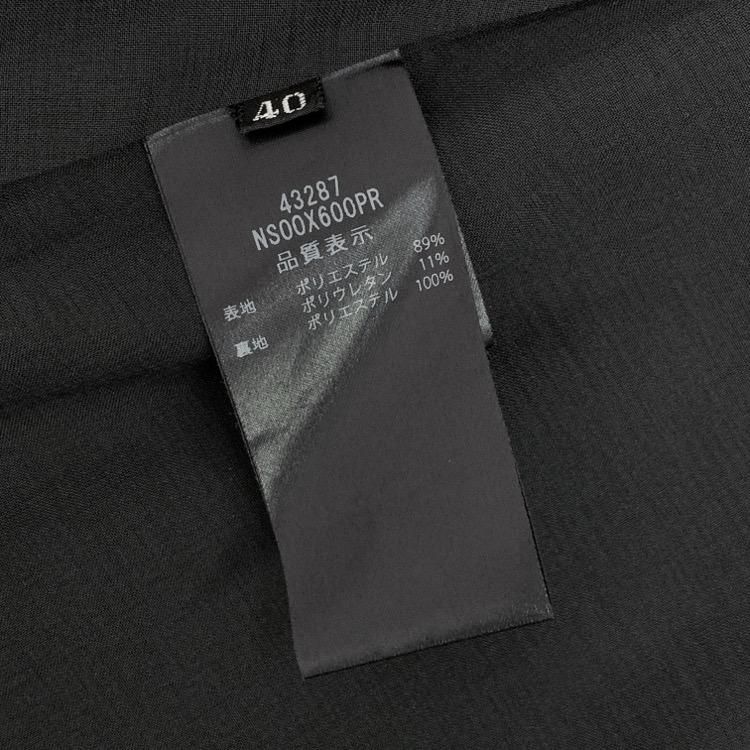 40
43287
NS00X600PR
品質表示
表地 ポリエステル 89%
ポリウレタン 11%
裏地 ポリエステル 100%